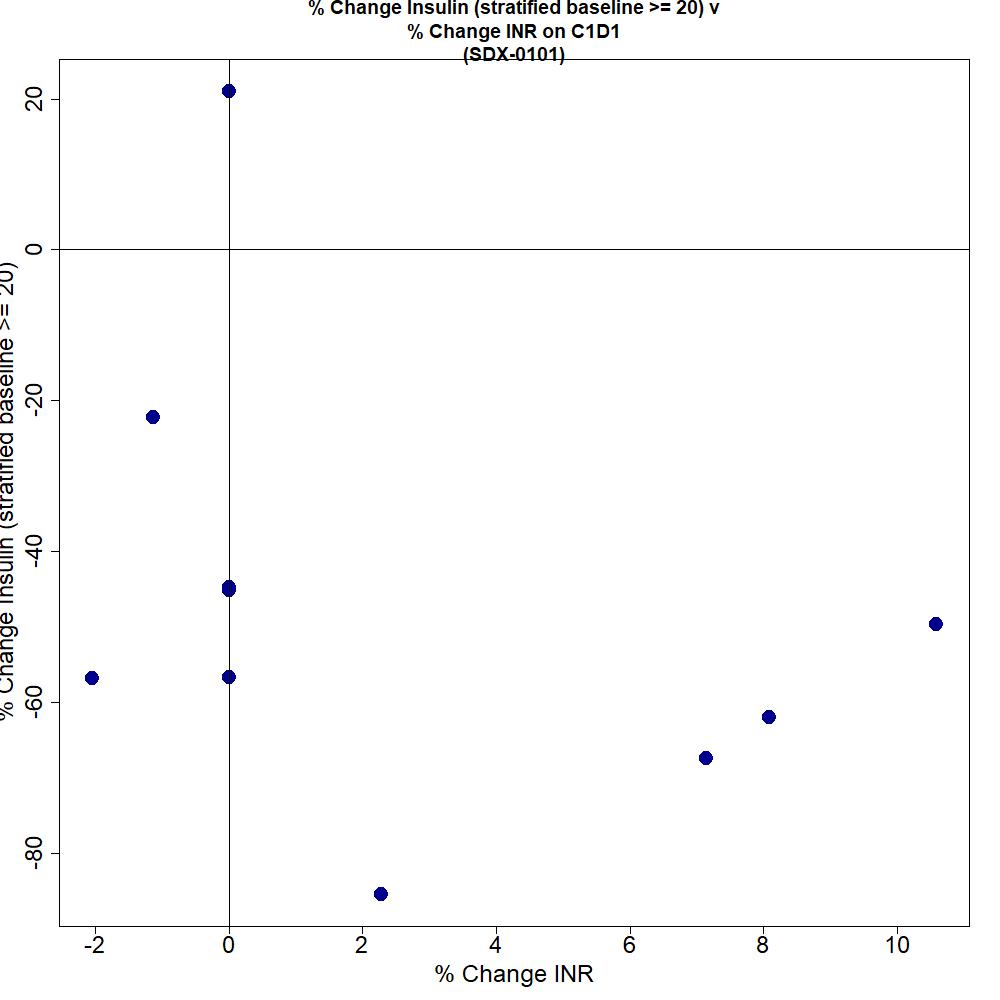 % Change Insulin (stratified baseline >= 20) v
% Change INR on C1D1
(SDX-0101)
20
0
-20
-40
-60
-80
% Change Insulin (stratified baseline >= 20)
-2 0 2 4 6 8 10
% Change INR